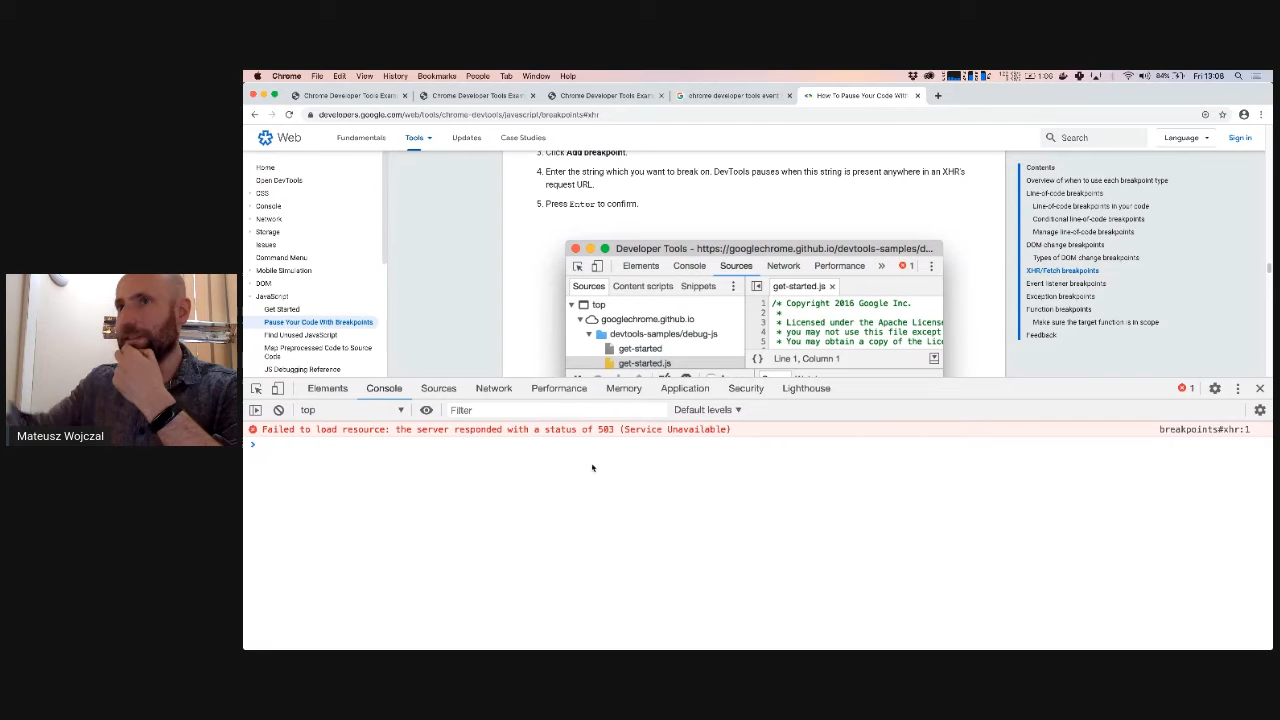 Chrome File Edit View History Bookmarks People Tab Window Help
1:06 84% Fri 13:08
Chrome Developer Tools Exam
Chrome Developer Tools Exam
Chrome Developer Tools Exam
chrome developer tools event
How To Pause Your Code With
developers.google.com/web/tools/chrome-devtools/javascript/breakpoints#xhr
Web Fundamentals Tools Updates Case Studies Search Language Sign in
Home
Open DevTools
CSS
Console
Network
Storage
Issues
Command Menu
Mobile Simulation
DOM
JavaScript
Get Started
Pause Your Code With Breakpoints
Find Unused JavaScript
Map Preprocessed Code to Source
Code
JS Debugging Reference
3. Click Add breakpoint.
4. Enter the string which you want to break on. DevTools pauses when this string is present anywhere in an XHR's
request URL.
5. Press Enter to confirm.
Developer Tools - https://googlechrome.github.io/devtools-samples/d...
Elements Console Sources Network Performance » 1
Sources Content scripts Snippets
get-started.js ×
top
googlechrome.github.io
devtools-samples/debug-js
get-started
get-started.js
1 /* Copyright 2016 Google Inc.
2 *
3 * Licensed under the Apache License
4 * you may not use this file except
5 * You may obtain a copy of the Lice
{} Line 1, Column 1
Contents
Overview of when to use each breakpoint type
Line-of-code breakpoints
Line-of-code breakpoints in your code
Conditional line-of-code breakpoints
Manage line-of-code breakpoints
DOM change breakpoints
Types of DOM change breakpoints
XHR/Fetch breakpoints
Event listener breakpoints
Exception breakpoints
Function breakpoints
Make sure the target function is in scope
Feedback
Elements Console Sources Network Performance Memory Application Security Lighthouse 1
top Filter Default levels
Failed to load resource: the server responded with a status of 503 (Service Unavailable) breakpoints#xhr:1
>
Mateusz Wojczal